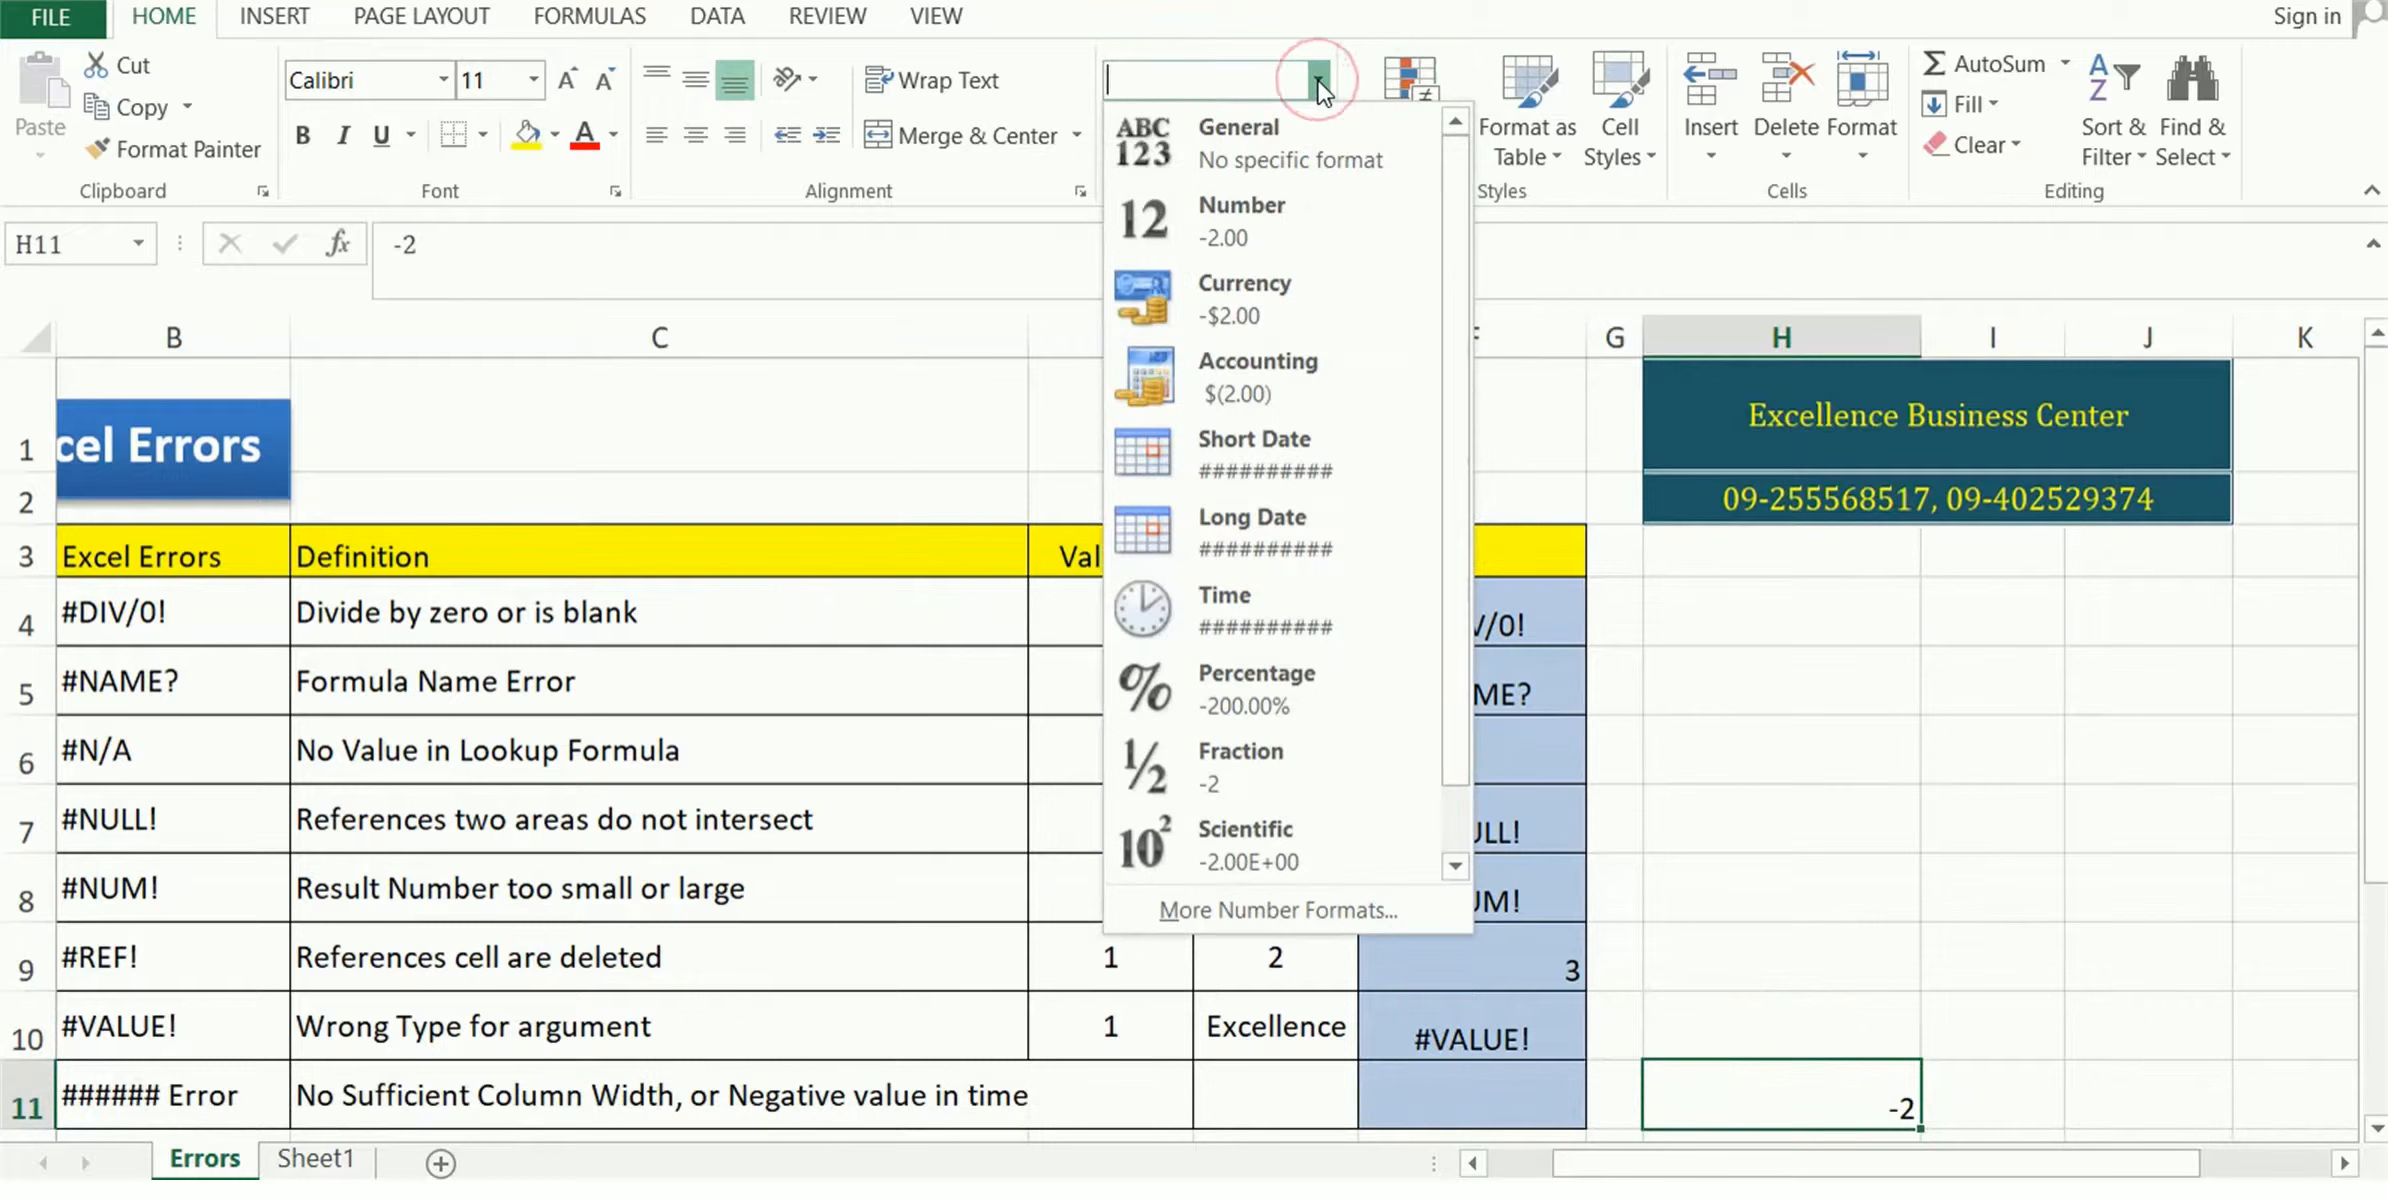 FILE HOME INSERT PAGE LAYOUT FORMULAS DATA REVIEW VIEW Sign in
Paste
Cut
Copy
Format Painter
Clipboard
Calibri 11 A A
B I U A
Font
Wrap Text
Merge & Center
Alignment
Format as Table
Cell Styles
Styles
Insert Delete Format
Cells
AutoSum
Fill
Clear
Sort & Filter
Find & Select
Editing
H11 fx -2
ABC 123 General
No specific format
12 Number
-2.00
Currency
-$2.00
Accounting
$(2.00)
Short Date
##########
Long Date
##########
Time
##########
% Percentage
-200.00%
1/2 Fraction
-2
10² Scientific
-2.00E+00
More Number Formats...
B C F G H I J K
1 cel Errors Excellence Business Center
2 09-255568517, 09-402529374
3 Excel Errors Definition Val
4 #DIV/0! Divide by zero or is blank V/0!
5 #NAME? Formula Name Error ME?
6 #N/A No Value in Lookup Formula
7 #NULL! References two areas do not intersect ULL!
8 #NUM! Result Number too small or large UM!
9 #REF! References cell are deleted 1 2 3
10 #VALUE! Wrong Type for argument 1 Excellence #VALUE!
11 ###### Error No Sufficient Column Width, or Negative value in time -2
Errors Sheet1